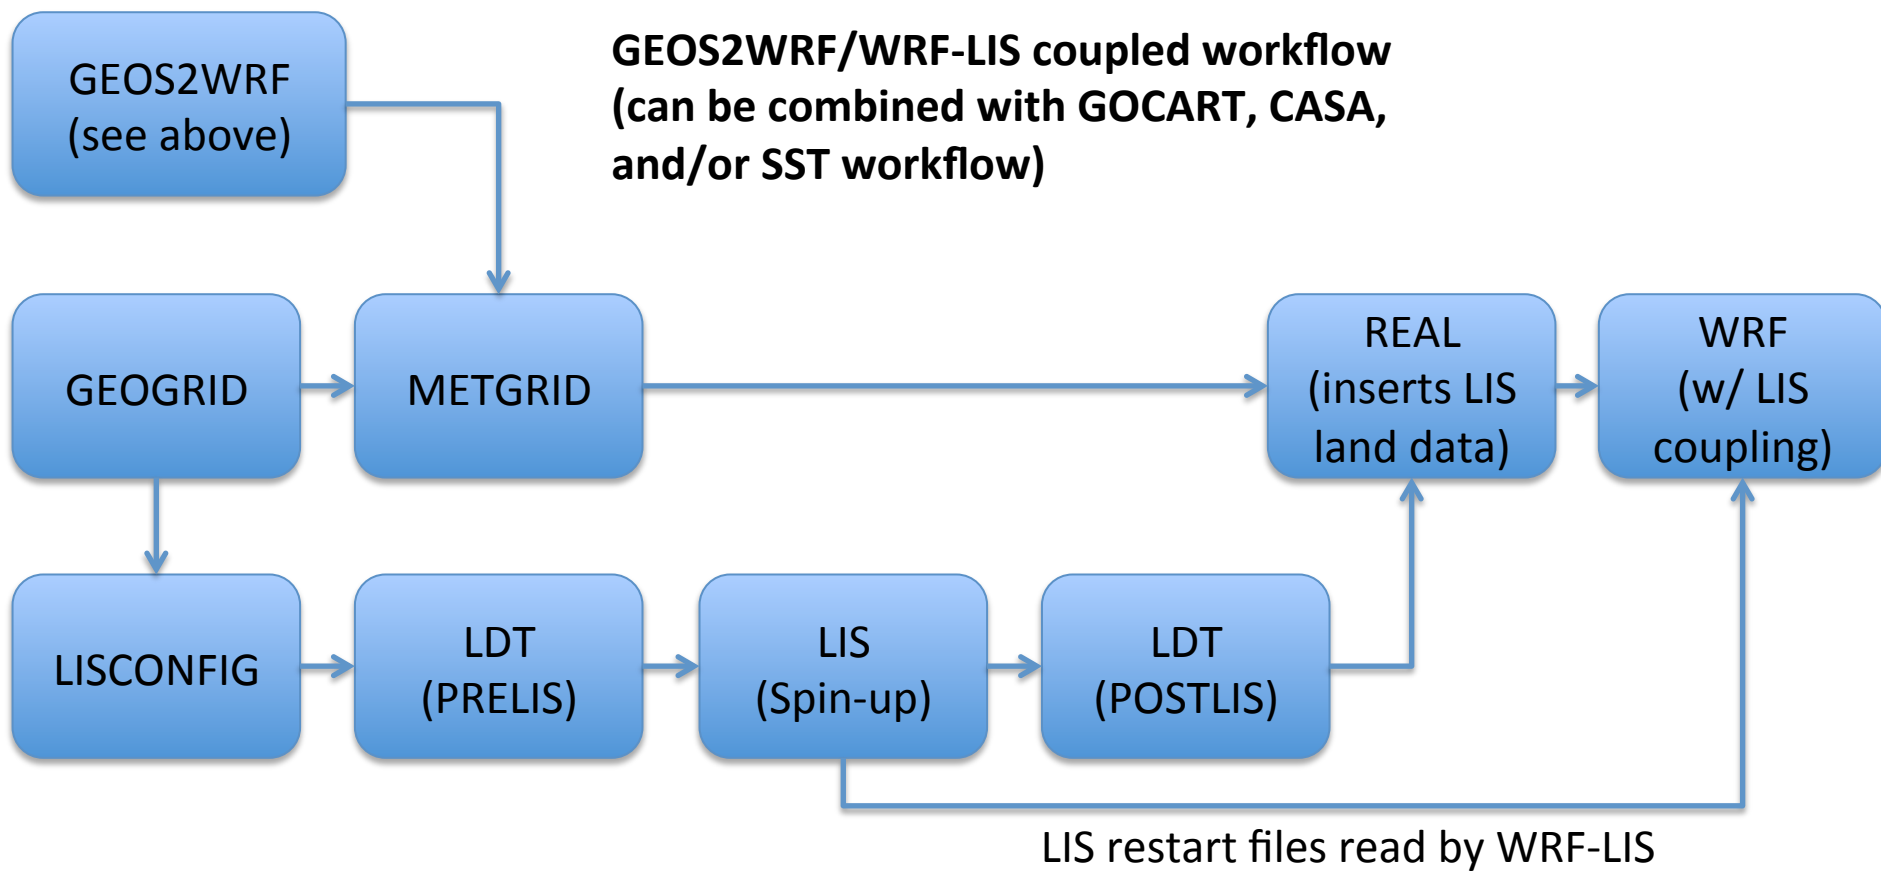 GEOS2WRF
(see above)
GEOS2WRF/WRF-LIS coupled workflow
(can be combined with GOCART, CASA,
and/or SST workflow)
GEOGRID
METGRID
REAL
(inserts LIS
land data)
WRF
(w/ LIS
coupling)
LISCONFIG
LDT
(PRELIS)
LIS
(Spin-up)
LDT
(POSTLIS)
LIS restart files read by WRF-LIS